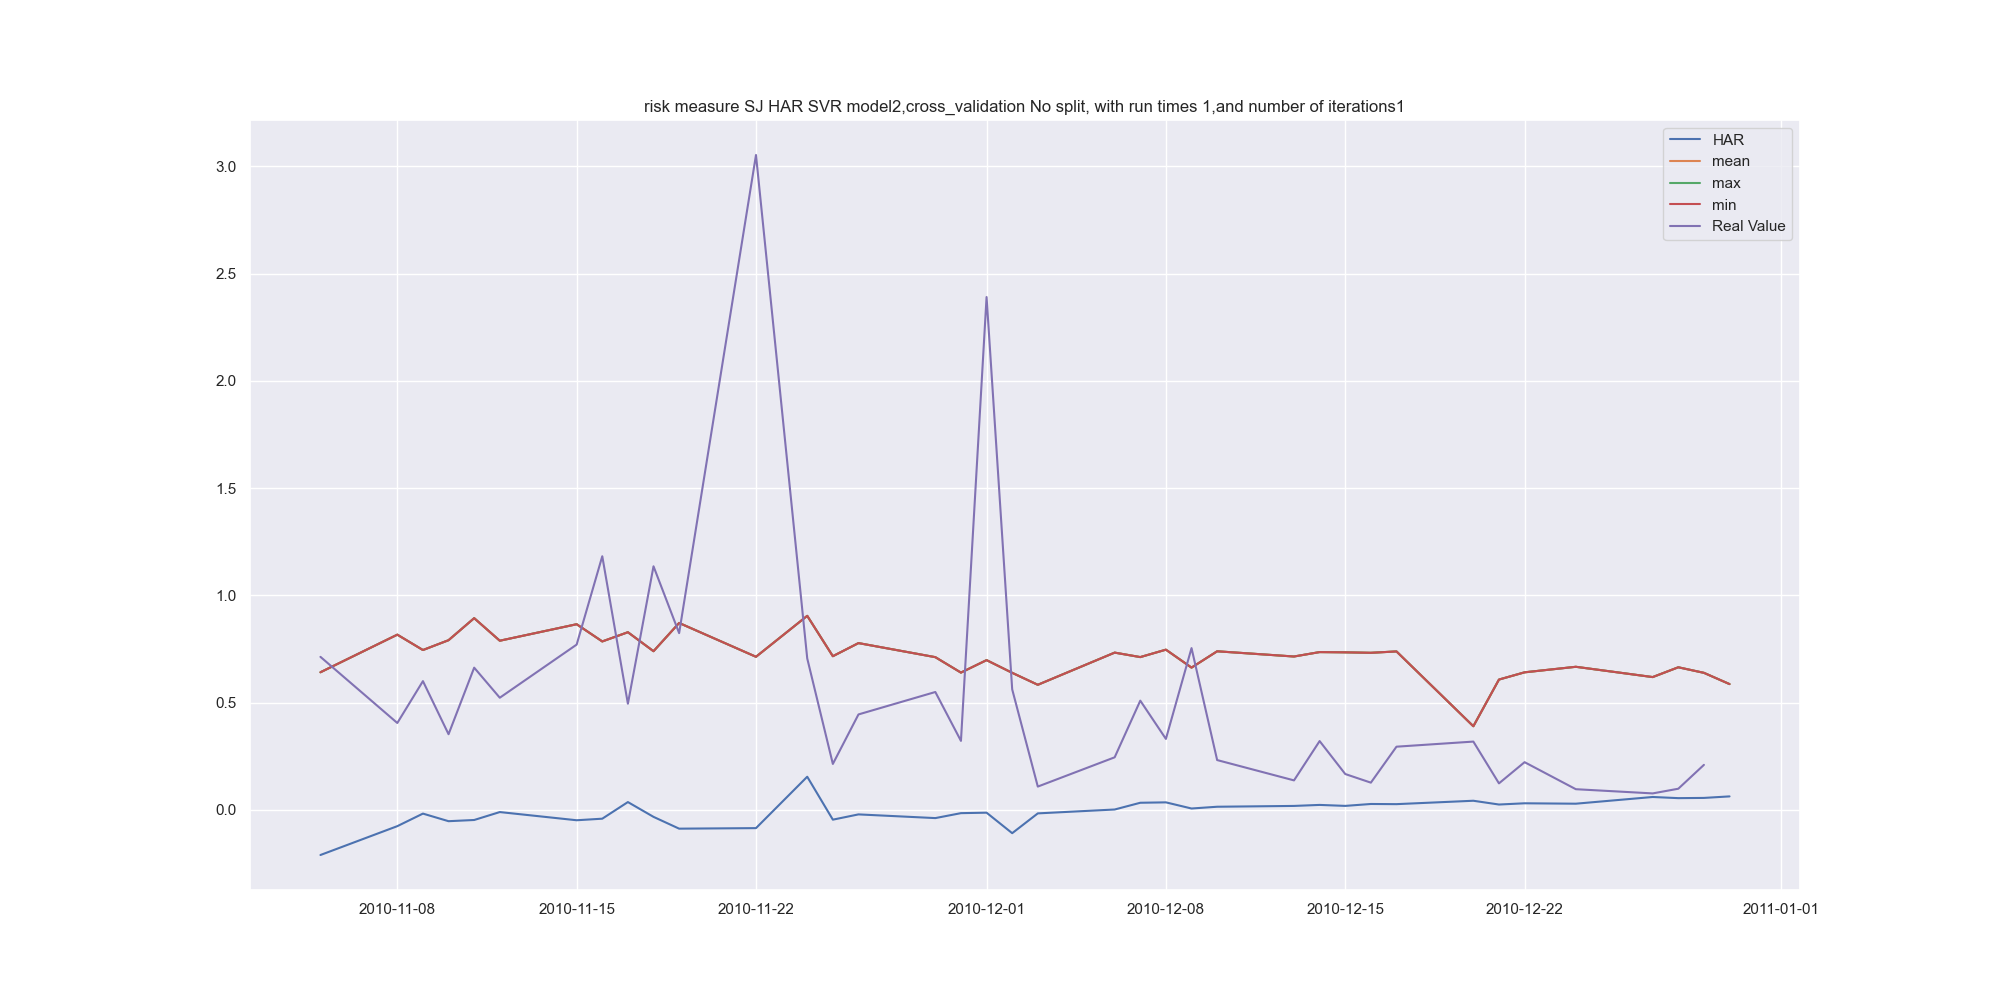 risk measure SJ HAR SVR model2,cross_validation No split, with run times 1,and number of iterations1
HAR
mean
max
min
Real Value
3.0
2.5
2.0
1.5
1.0
0.5
0.0
2010-11-08
2010-11-15
2010-11-22
2010-12-01
2010-12-08
2010-12-15
2010-12-22
2011-01-01